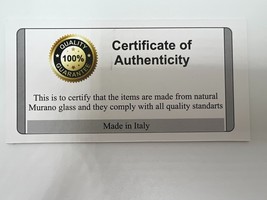 QUALITY
100%
GUARANTEE
Certificate of
Authenticity
This is to certify that the items are made from natural
Murano glass and they comply with all quality standarts
Made in Italy